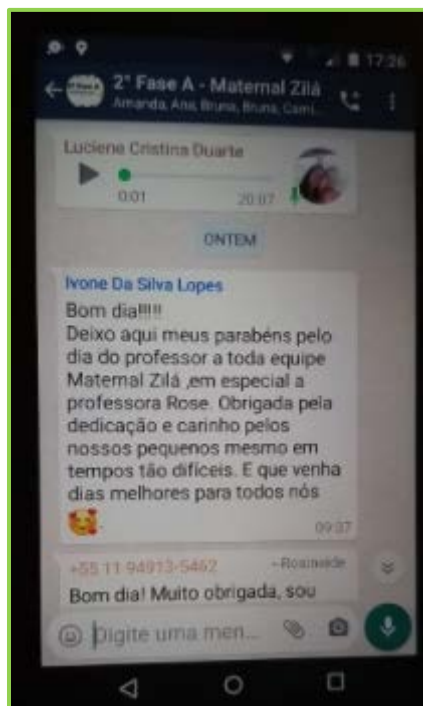 17:26
2° Fase A - Maternal Zilá
Amanda, Ana, Bruna, Bruna, Cami...
Luciene Cristina Duarte
0:01 20:07
ONTEM
Ivone Da Silva Lopes
Bom dia!!!!!
Deixo aqui meus parabéns pelo
dia do professor a toda equipe
Maternal Zilá ,em especial a
professora Rose. Obrigada pela
dedicação e carinho pelos
nossos pequenos mesmo em
tempos tão difíceis. E que venha
dias melhores para todos nós
09:37
+55 11 94913-5462 ~Rosineide
Bom dia! Muito obrigada, sou
Digite uma men...